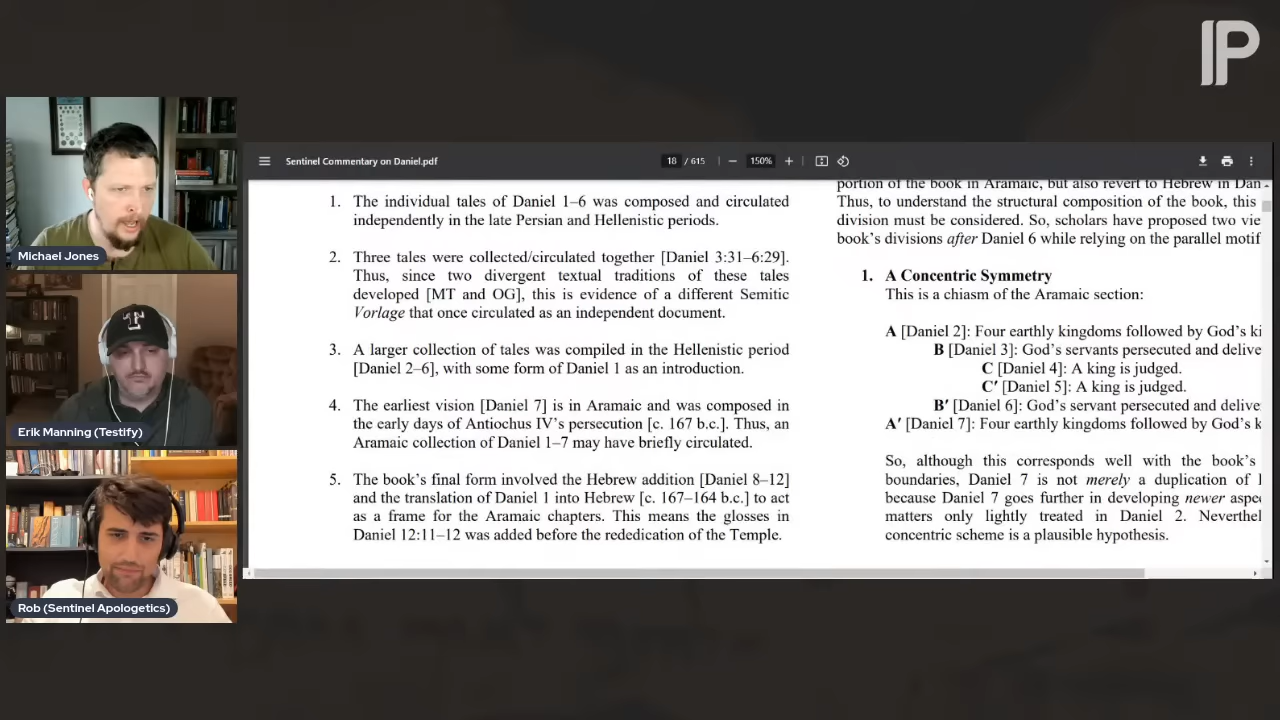 IP
Sentinel Commentary on Daniel.pdf
18 / 615
150%
Michael Jones
Erik Manning (Testify)
Rob (Sentinel Apologetics)
1. The individual tales of Daniel 1–6 was composed and circulated
independently in the late Persian and Hellenistic periods.
2. Three tales were collected/circulated together [Daniel 3:31–6:29].
Thus, since two divergent textual traditions of these tales
developed [MT and OG], this is evidence of a different Semitic
Vorlage that once circulated as an independent document.
3. A larger collection of tales was compiled in the Hellenistic period
[Daniel 2–6], with some form of Daniel 1 as an introduction.
4. The earliest vision [Daniel 7] is in Aramaic and was composed in
the early days of Antiochus IV's persecution [c. 167 b.c.]. Thus, an
Aramaic collection of Daniel 1–7 may have briefly circulated.
5. The book's final form involved the Hebrew addition [Daniel 8–12]
and the translation of Daniel 1 into Hebrew [c. 167–164 b.c.] to act
as a frame for the Aramaic chapters. This means the glosses in
Daniel 12:11–12 was added before the rededication of the Temple.
portion of the book in Aramaic, but also revert to Hebrew in Dan
Thus, to understand the structural composition of the book, this
division must be considered. So, scholars have proposed two vie
book's divisions after Daniel 6 while relying on the parallel motif
1. A Concentric Symmetry
This is a chiasm of the Aramaic section:
A [Daniel 2]: Four earthly kingdoms followed by God's ki
B [Daniel 3]: God's servants persecuted and delive
C [Daniel 4]: A king is judged.
C′ [Daniel 5]: A king is judged.
B′ [Daniel 6]: God's servant persecuted and delive
A′ [Daniel 7]: Four earthly kingdoms followed by God's k
So, although this corresponds well with the book's
boundaries, Daniel 7 is not merely a duplication of
because Daniel 7 goes further in developing newer aspe
matters only lightly treated in Daniel 2. Neverthel
concentric scheme is a plausible hypothesis.